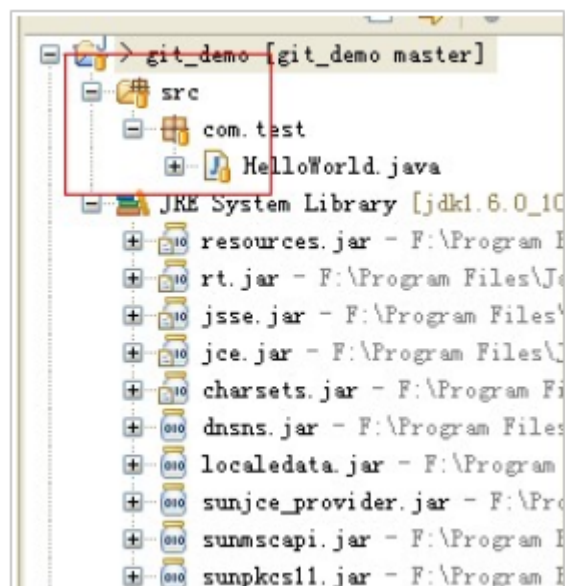 > git_demo [git_demo master]
src
com.test
HelloWorld.java
JRE System Library [jdk1.6.0_10
resources.jar - F:\Program
rt.jar - F:\Program Files\J
jsse.jar - F:\Program Files\
jce.jar - F:\Program Files\J
charsets.jar - F:\Program Fi
dnsns.jar - F:\Program Files
localedata.jar - F:\Program
sunjce_provider.jar - F:\Pro
sunmscapi.jar - F:\Program
sunpkcs11.jar - F:\Program